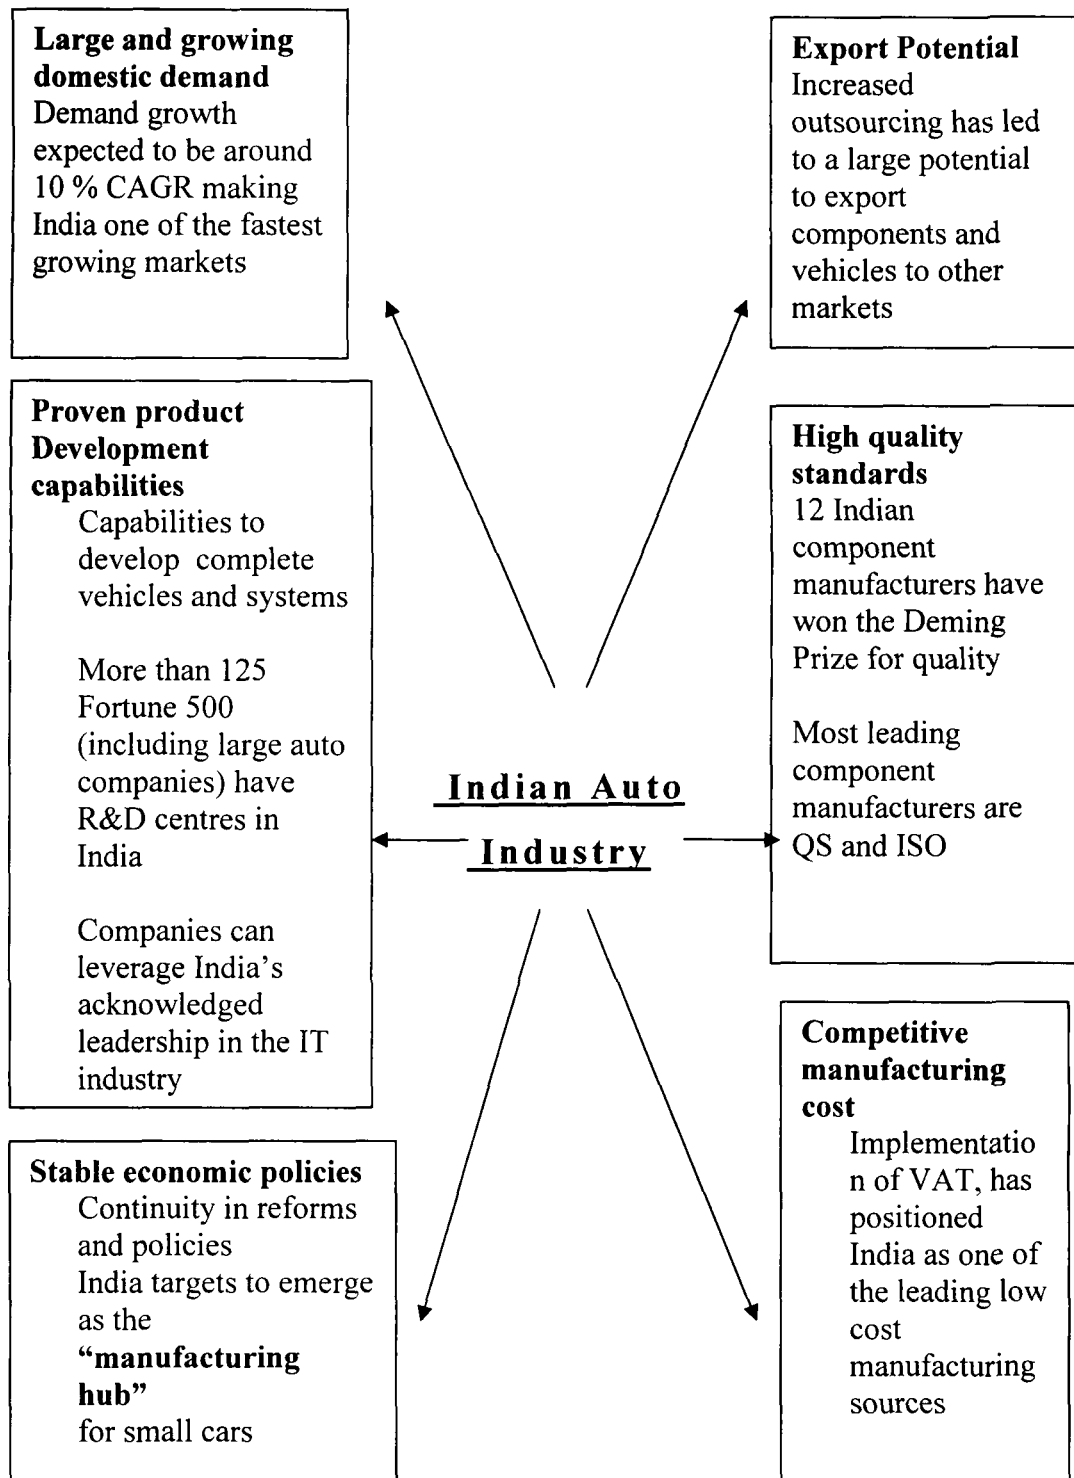 Large and growing
domestic demand
Demand growth
expected to be around
10 % CAGR making
India one of the fastest
growing markets
Export Potential
Increased
outsourcing has led
to a large potential
to export
components and
vehicles to other
markets
Proven product
Development
capabilities
Capabilities to
develop complete
vehicles and systems
More than 125
Fortune 500
(including large auto
companies) have
R&D centres in
India
Companies can
leverage India's
acknowledged
leadership in the IT
industry
High quality
standards
12 Indian
component
manufacturers have
won the Deming
Prize for quality
Most leading
component
manufacturers are
QS and ISO
Indian Auto
Industry
Stable economic policies
Continuity in reforms
and policies
India targets to emerge
as the
“manufacturing
hub”
for small cars
Competitive
manufacturing
cost
Implementatio
n of VAT, has
positioned
India as one of
the leading low
cost
manufacturing
sources